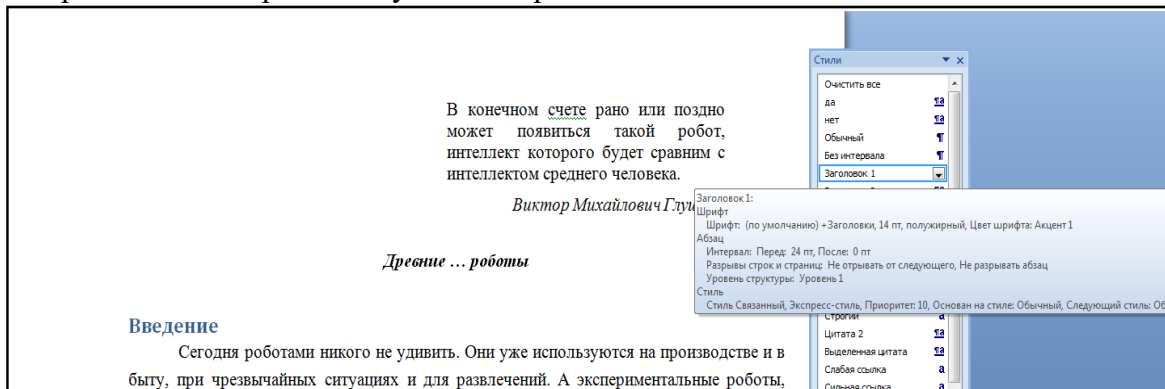 В конечном счете рано или поздно
может появиться такой робот,
интеллект которого будет сравним с
интеллектом среднего человека.
Виктор Михайлович Глу
Древние … роботы
Введение
Сегодня роботами никого не удивить. Они уже используются на производстве и в
быту, при чрезвычайных ситуациях и для развлечений. А экспериментальные роботы,
Стили
Очистить все
да
нет
Обычный
Без интервала
Заголовок 1
Заголовок 1:
Шрифт
Шрифт: (по умолчанию) +Заголовки, 14 пт, полужирный, Цвет шрифта: Акцент 1
Абзац
Интервал: Перед: 24 пт, После: 0 пт
Разрывы строк и страниц: Не отрывать от следующего, Не разрывать абзац
Уровень структуры: Уровень 1
Стиль
Стиль Связанный, Экспресс-стиль, Приоритет: 10, Основан на стиле: Обычный, Следующий стиль: Об
Строгий
Цитата 2
Выделенная цитата
Слабая ссылка
Сильная ссылка